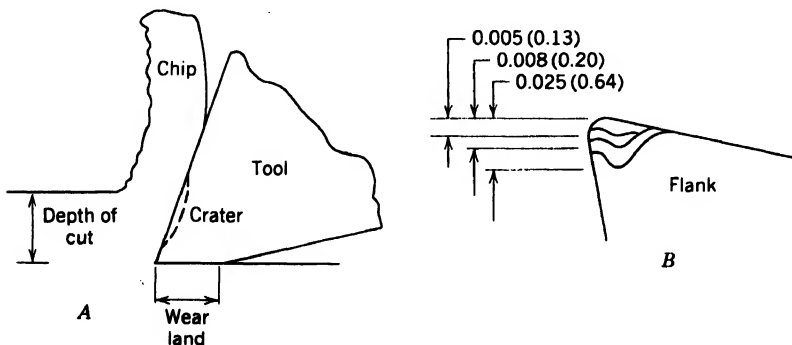 Chip
Tool
Crater
Depth of
cut
Wear
land
A
0.005 (0.13)
0.008 (0.20)
0.025 (0.64)
Flank
B